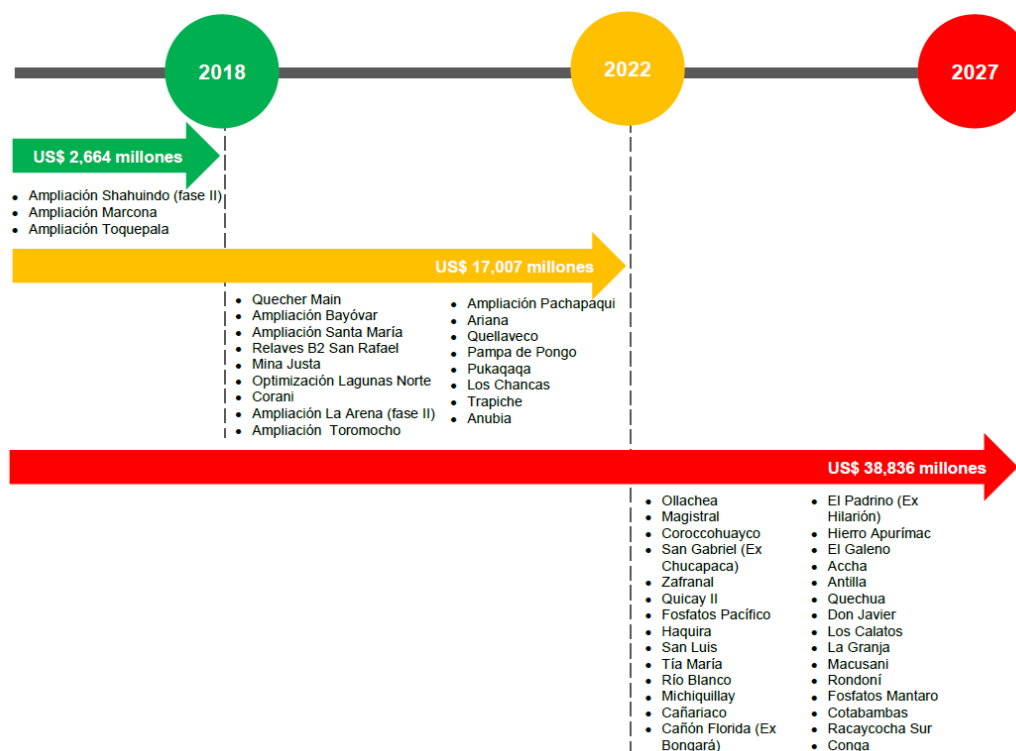 2018
2022
2027
US$ 2,664 millones
• Ampliación Shahuindo (fase II)
• Ampliación Marcona
• Ampliación Toquepala
US$ 17,007 millones
• Quecher Main
• Ampliación Bayóvar
• Ampliación Santa María
• Relaves B2 San Rafael
• Mina Justa
• Optimización Lagunas Norte
• Corani
• Ampliación La Arena (fase II)
• Ampliación Toromocho
• Ampliación Pachapaqui
• Ariana
• Quellaveco
• Pampa de Pongo
• Pukaqaqa
• Los Chancas
• Trapiche
• Anubia
US$ 38,836 millones
• Ollachea
• Magistral
• Coroccohuayco
• San Gabriel (Ex
Chucapaca)
• Zafranal
• Quicay II
• Fosfatos Pacífico
• Haquira
• San Luis
• Tía María
• Río Blanco
• Michiquillay
• Cañariaco
• Cañón Florida (Ex
Bongará)
• El Padrino (Ex
Hilarión)
• Hierro Apurímac
• El Galeno
• Accha
• Antilla
• Quechua
• Don Javier
• Los Calatos
• La Granja
• Macusani
• Rondoní
• Fosfatos Mantaro
• Cotabambas
• Racaycocha Sur
• Conga